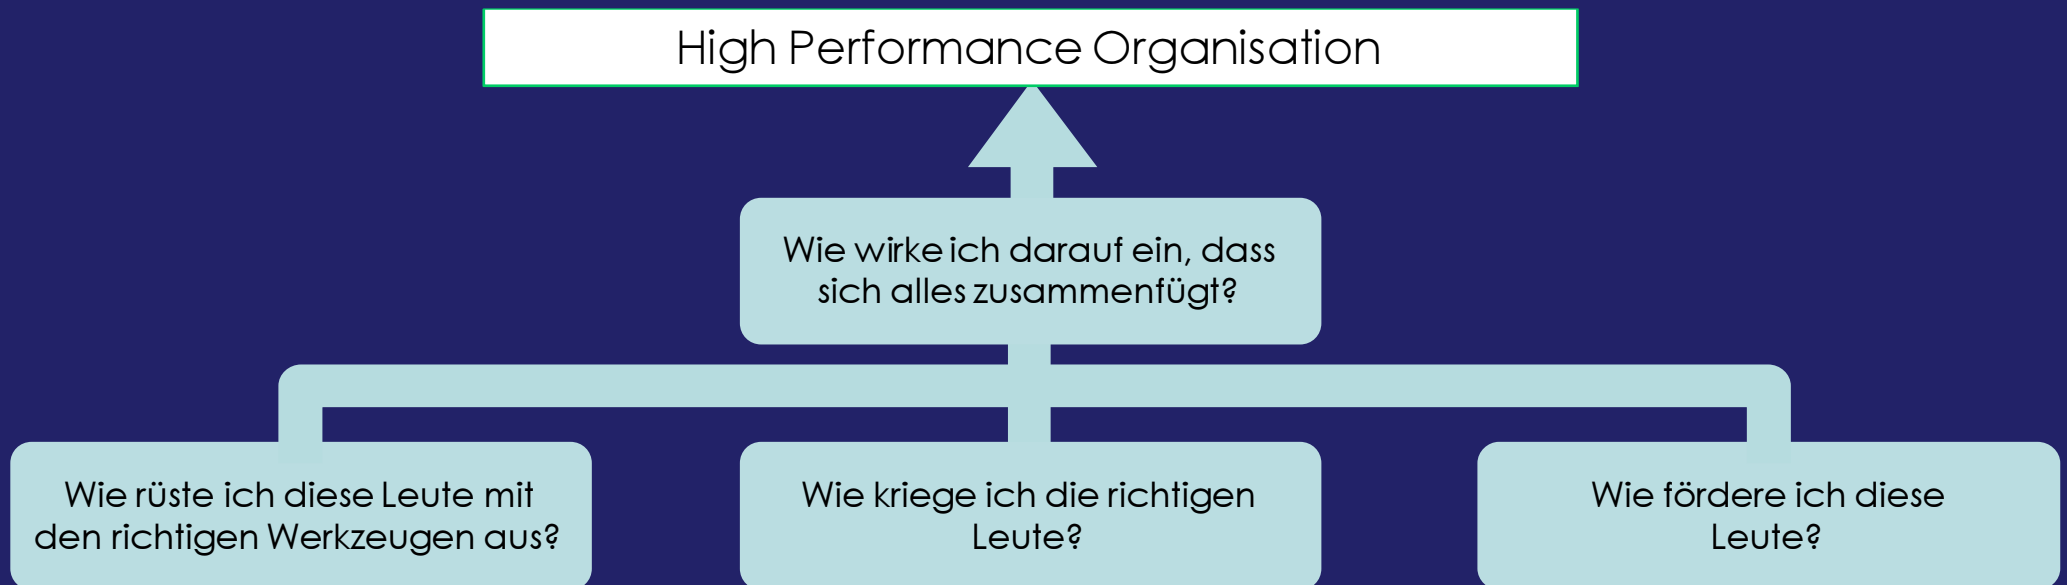 High Performance Organisation
Wie wirke ich darauf ein, dass
sich alles zusammenfügt?
Wie rüste ich diese Leute mit
den richtigen Werkzeugen aus?
Wie kriege ich die richtigen
Leute?
Wie fördere ich diese
Leute?